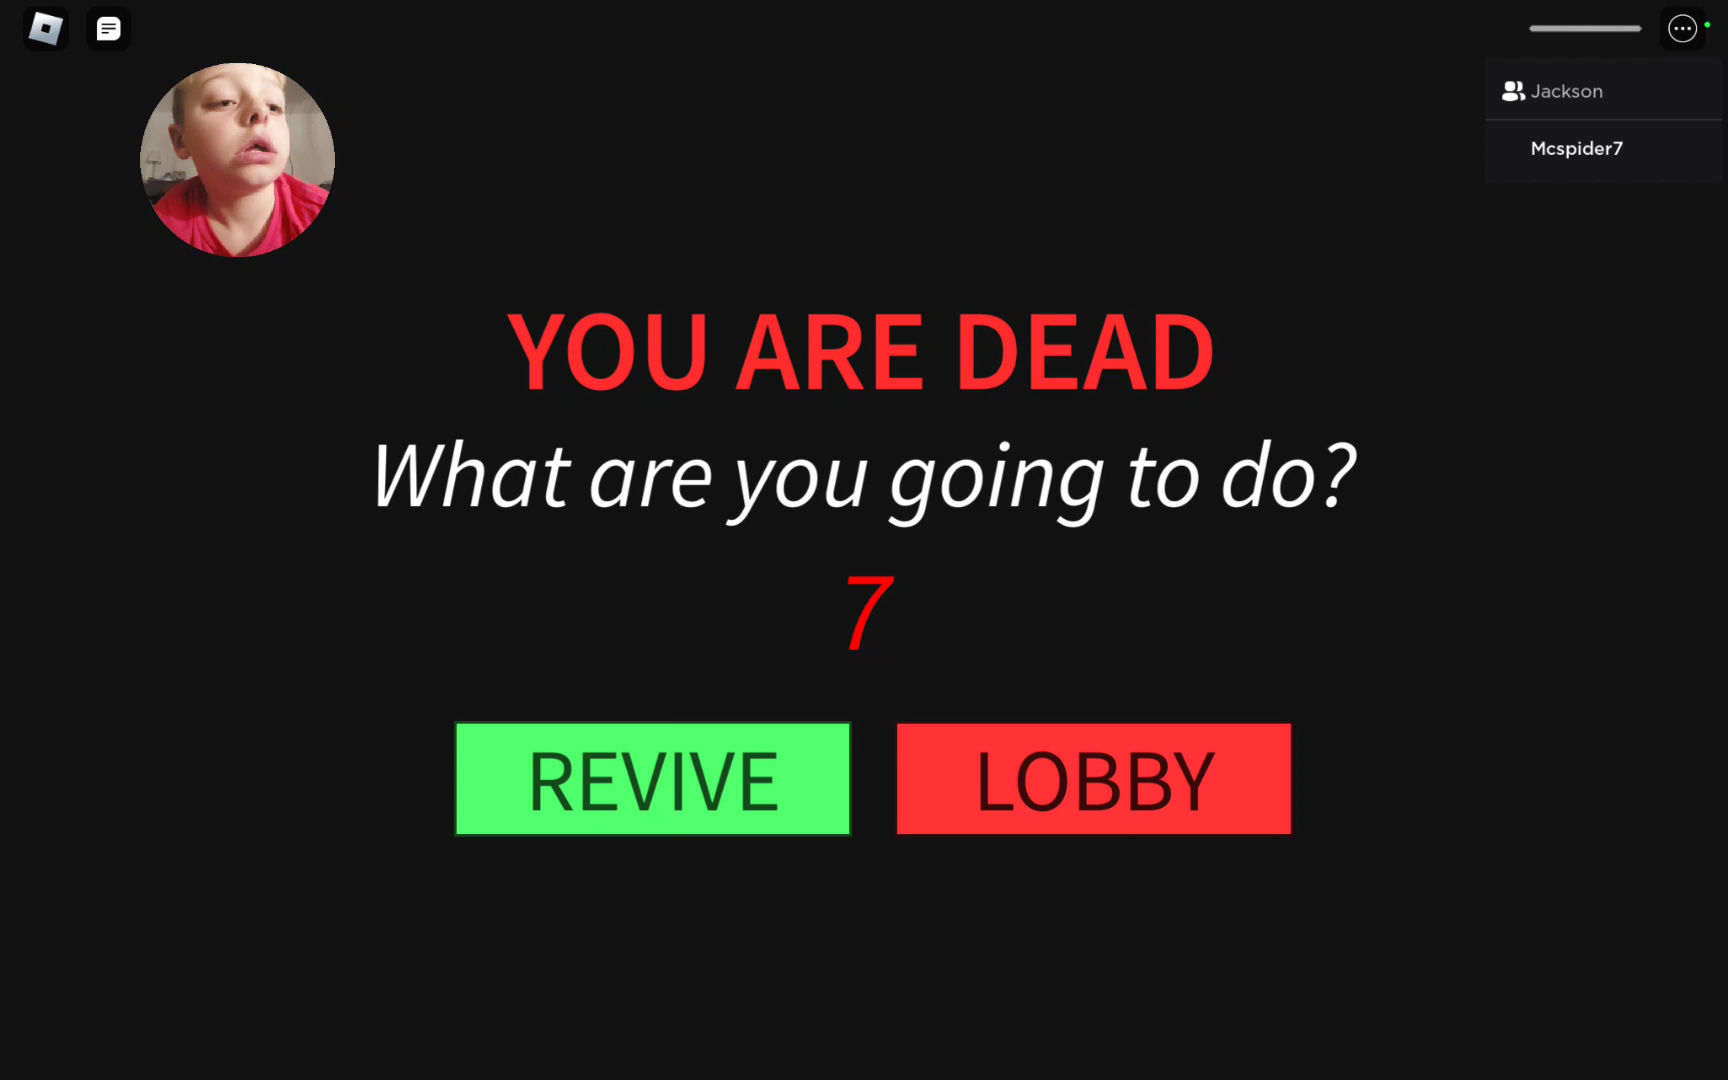 Jackson
Mcspider7
YOU ARE DEAD
What are you going to do?
7
REVIVE
LOBBY